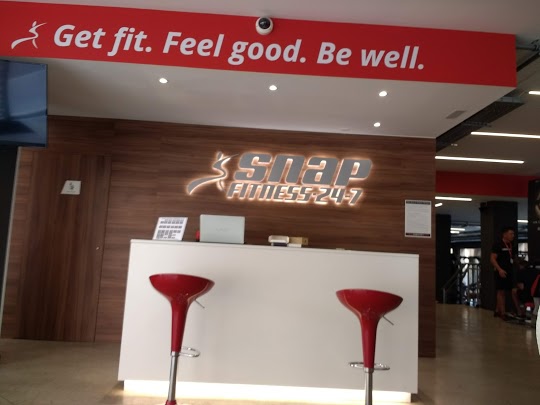 Get fit. Feel good. Be well.
snap
FITNESS-24-7